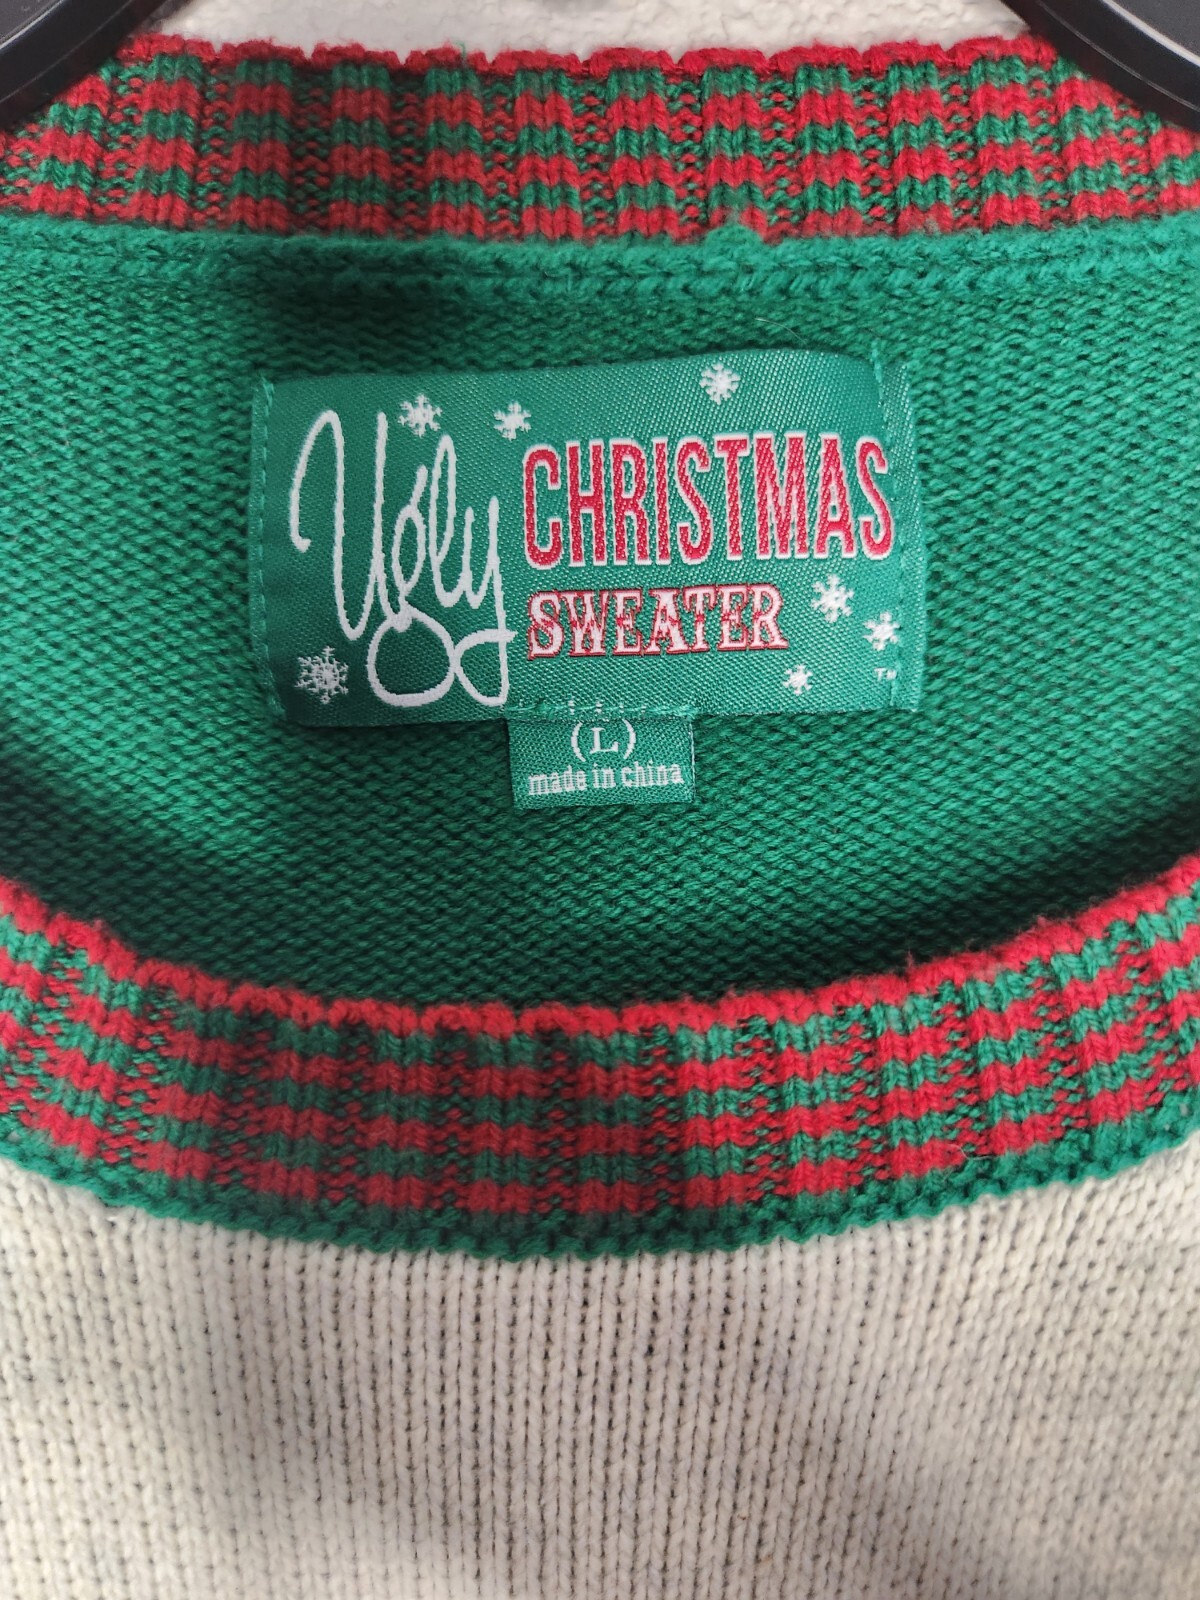 Ugly CHRISTMAS
SWEATER
TM
(L)
made in china